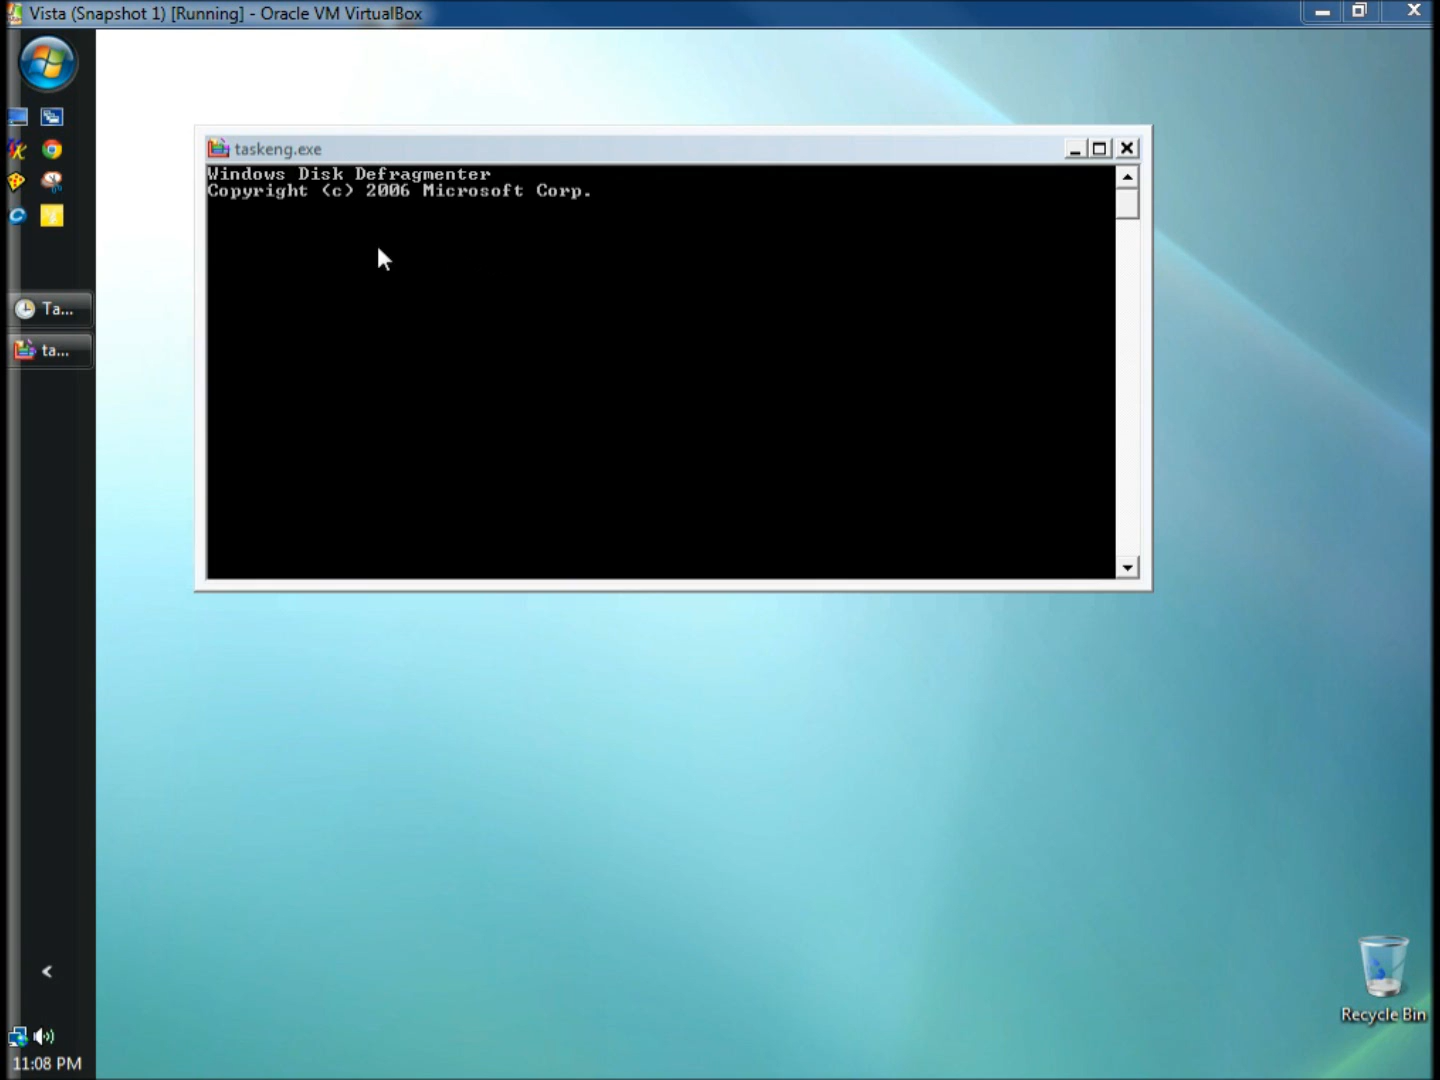 Vista (Snapshot 1) [Running] - Oracle VM VirtualBox
taskeng.exe
Windows Disk Defragmenter
Copyright (c) 2006 Microsoft Corp.
Ta...
ta...
Recycle Bin
11:08 PM